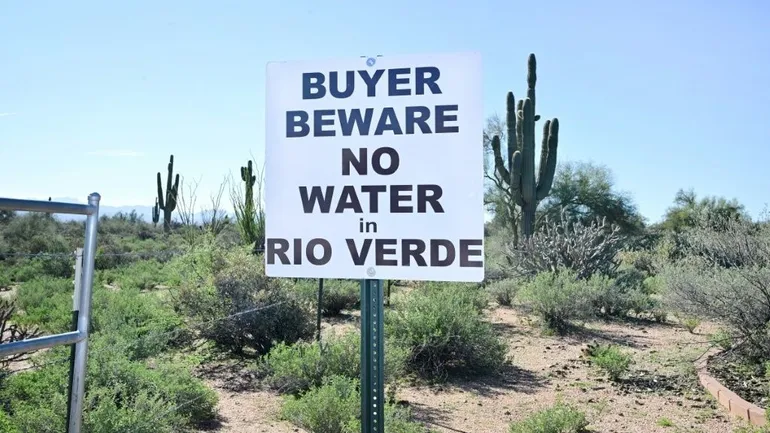 BUYER
BEWARE
NO
WATER
in
RIO VERDE